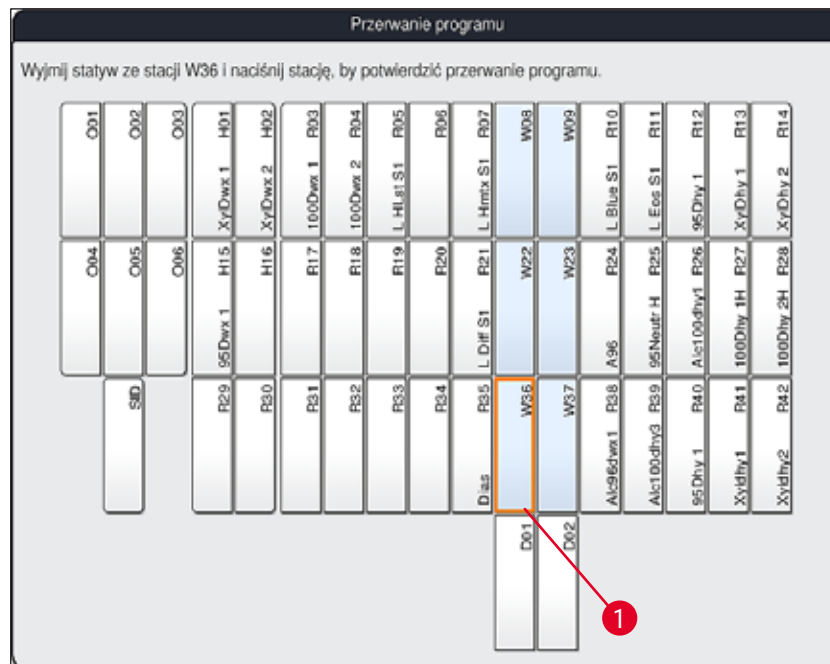 Przerwanie programu
Wyjmij statyw ze stacji W36 i naciśnij stację, by potwierdzić przerwanie programu.
O01
O02
O03
H01 XylDwx 1
H02 XylDwx 2
R03 100Dwx 1
R04 100Dwx 2
R05 L HLst S1
R06
R07 L Hmtx S1
W08
W09
R10 L Blue S1
R11 L Eos S1
R12 95Dhy 1
R13 XylDhy 1
R14 XylDhy 2
O04
O05
O06
H15 95Dwx 1
H16
R17
R18
R19
R20
R21 L Diff S1
W22
W23
R24 A96
R25 95Neutr H
R26 Alc100dhy1
R27 100Dhy 1H
R28 100Dhy 2H
SID
R29
R30
R31
R32
R33
R34
R35 Dias
W36
W37
R38 Alc96dwx1
R39 Alc100dhy3
R40 95Dhy 1
R41 Xyldhy1
R42 Xyldhy2
D01
D02
1